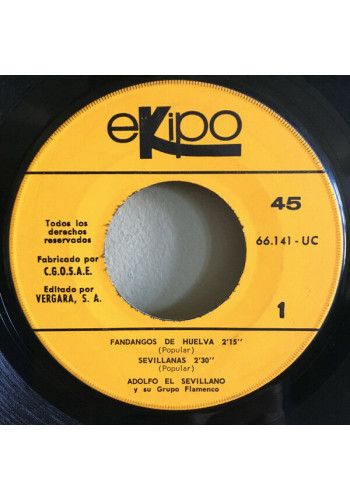 eKipo
45
Todos los
derechos
reservados
66.141 - UC
Fabricado por
C.G.O.S.A.E.
Editado por
VERGARA, S. A.
1
FANDANGOS DE HUELVA 2'15"
(Popular)
SEVILLANAS 2'30"
(Popular)
ADOLFO EL SEVILLANO
y su Grupo Flamenco